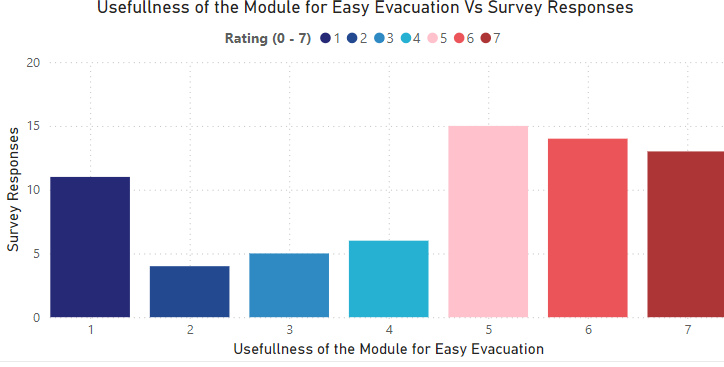 Usefullness of the Module for Easy Evacuation Vs Survey Responses
Rating (0 - 7) 1 2 3 4 5 6 7
Survey Responses
20
15
10
5
0
1 2 3 4 5 6 7
Usefullness of the Module for Easy Evacuation